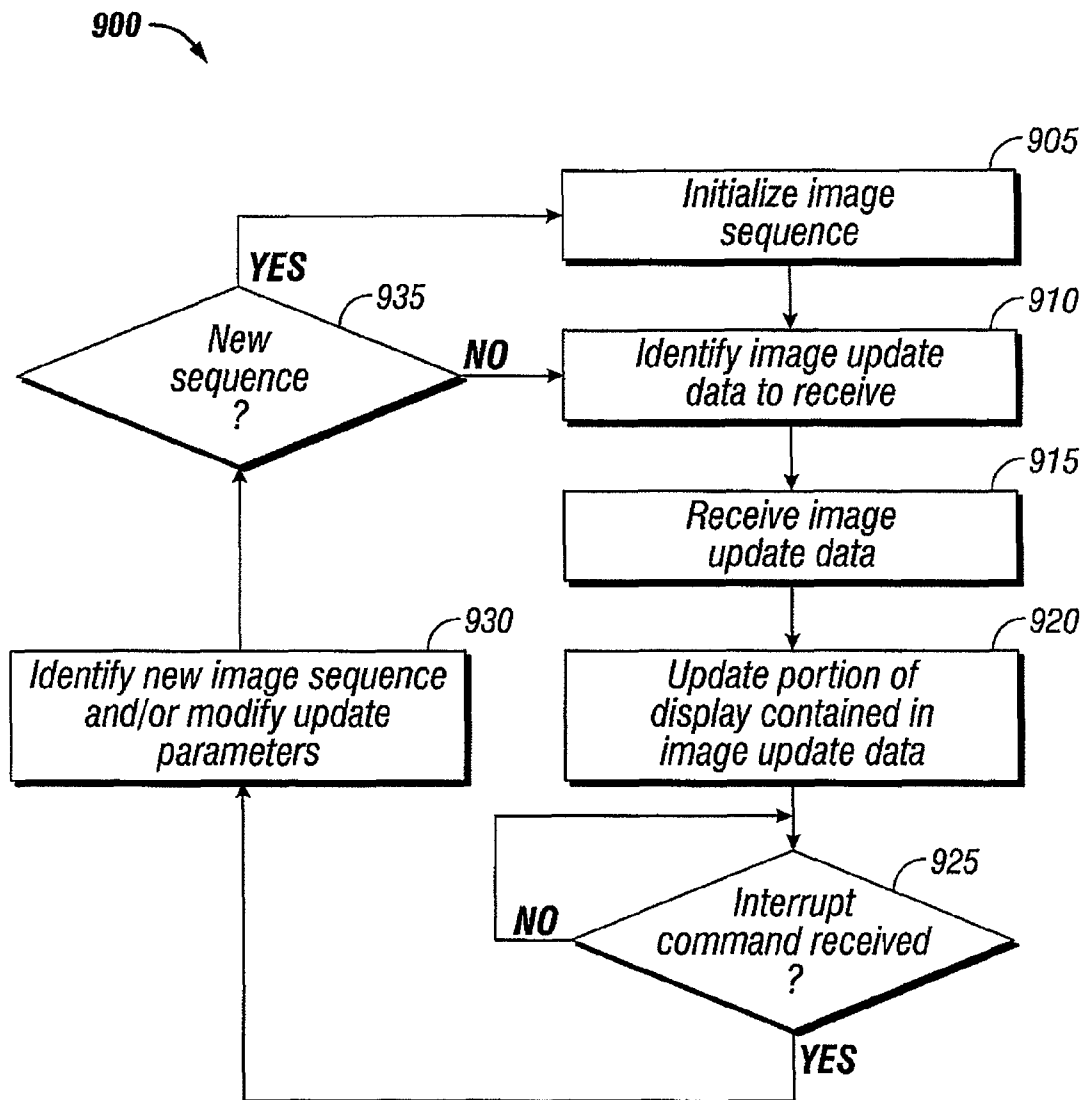 900
905
Initialize image
sequence
YES
935
910
New
sequence
?
NO
Identify image update
data to receive
915
Receive image
update data
930
920
Identify new image sequence
and/or modify update
parameters
Update portion of
display contained in
image update data
925
NO
Interrupt
command received
?
YES